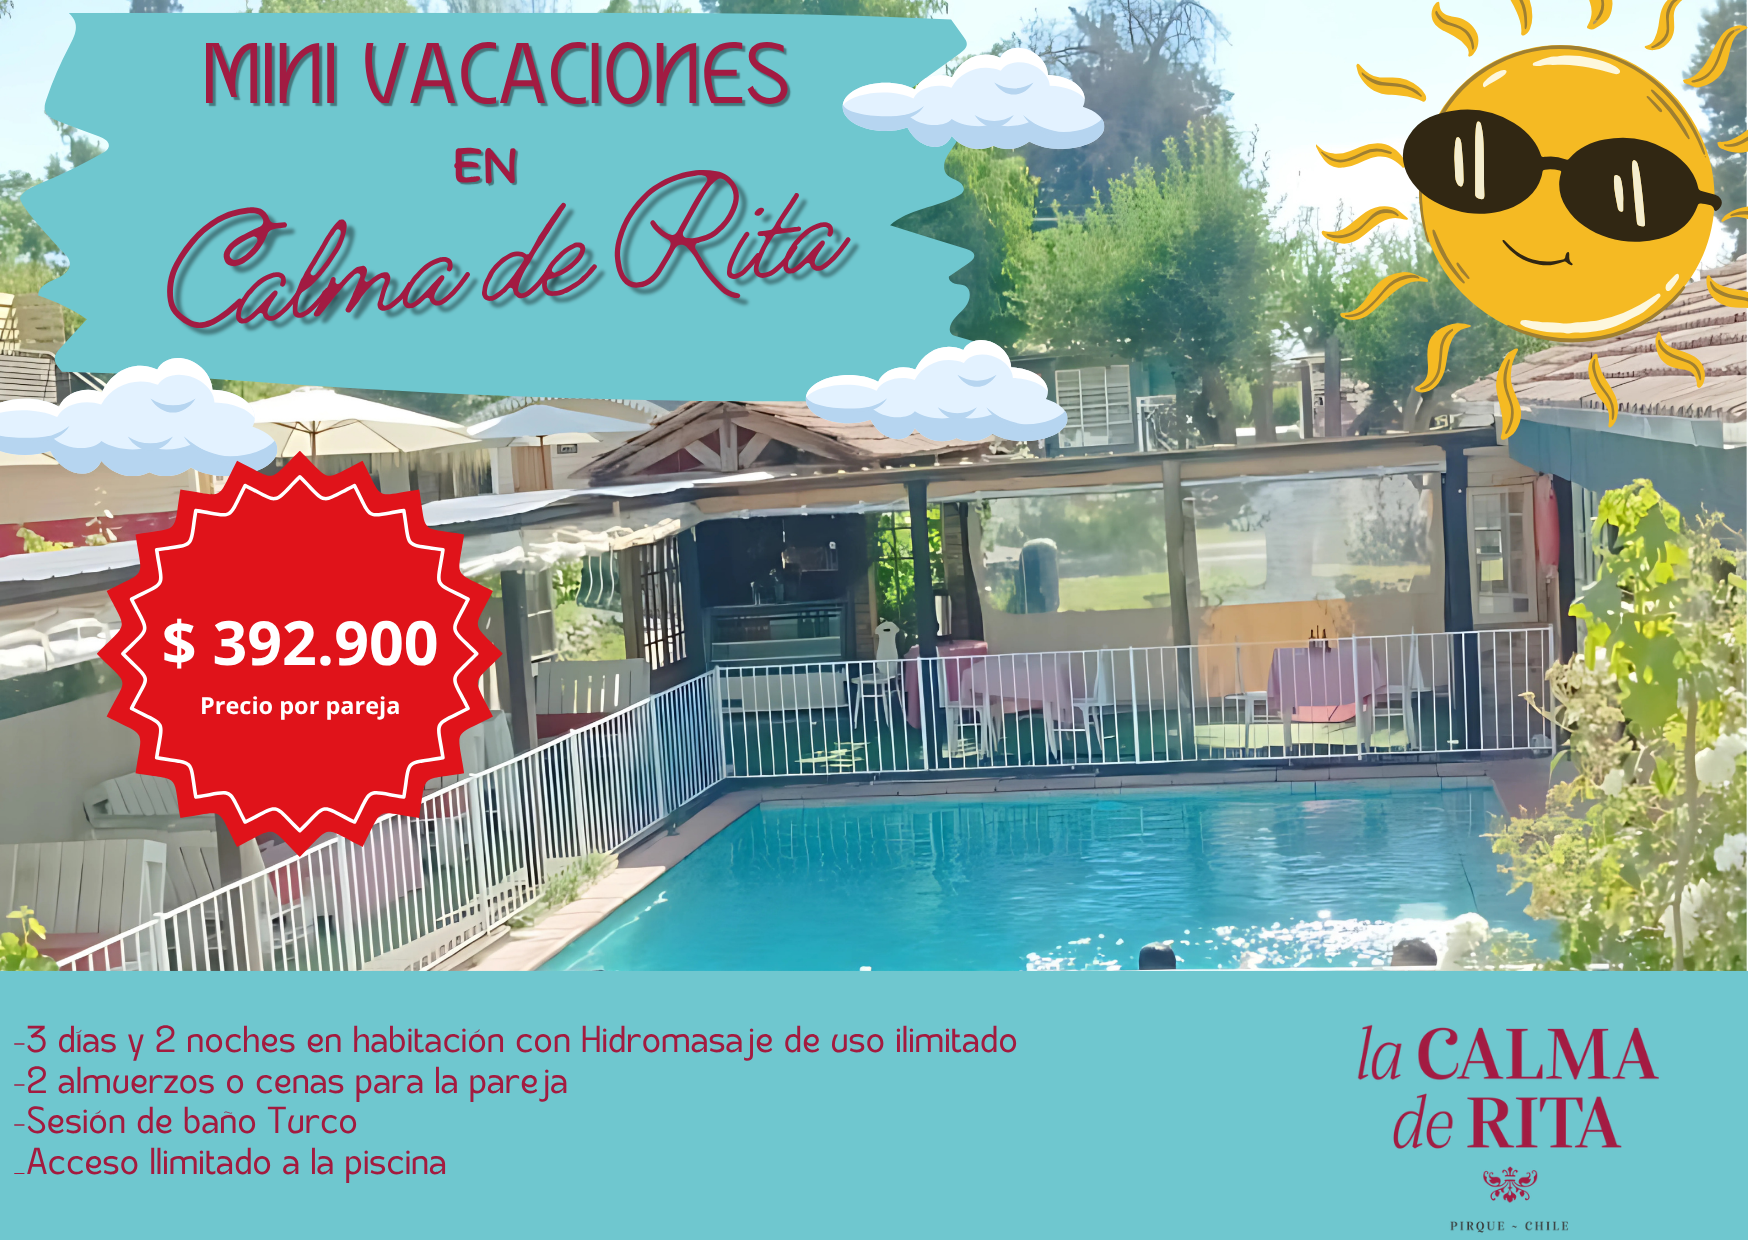 MINI VACACIONES
EN
Calma de Rita
$ 392.900
Precio por pareja
-3 días y 2 noches en habitación con Hidromasaje de uso ilimitado
-2 almuerzos o cenas para la pareja
-Sesión de baño Turco
_Acceso Ilimitado a la piscina
la CALMA
de RITA
PIRQUE ~ CHILE